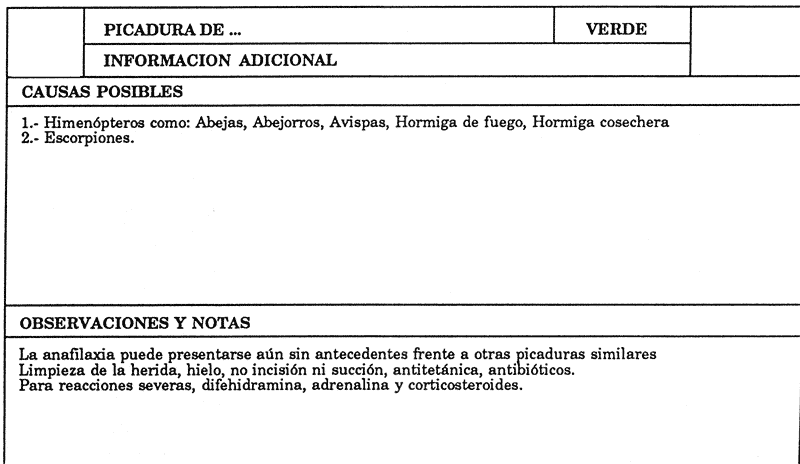 PICADURA DE ...
VERDE
INFORMACION ADICIONAL
CAUSAS POSIBLES
1.- Himenópteros como: Abejas, Abejorros, Avispas, Hormiga de fuego, Hormiga cosechera
2.- Escorpiones.
OBSERVACIONES Y NOTAS
La anafilaxia puede presentarse aún sin antecedentes frente a otras picaduras similares
Limpieza de la herida, hielo, no incisión ni succión, antitetánica, antibióticos.
Para reacciones severas, difehidramina, adrenalina y corticosteroides.